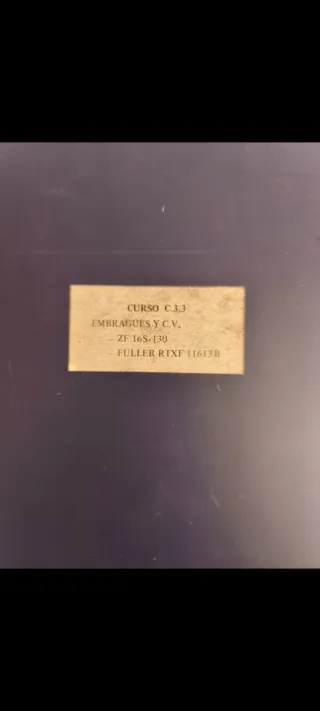 CURSO C.3.3
EMBRAGUES Y C.V.
- ZF 16S-130
- FULLER RTXF 11613B